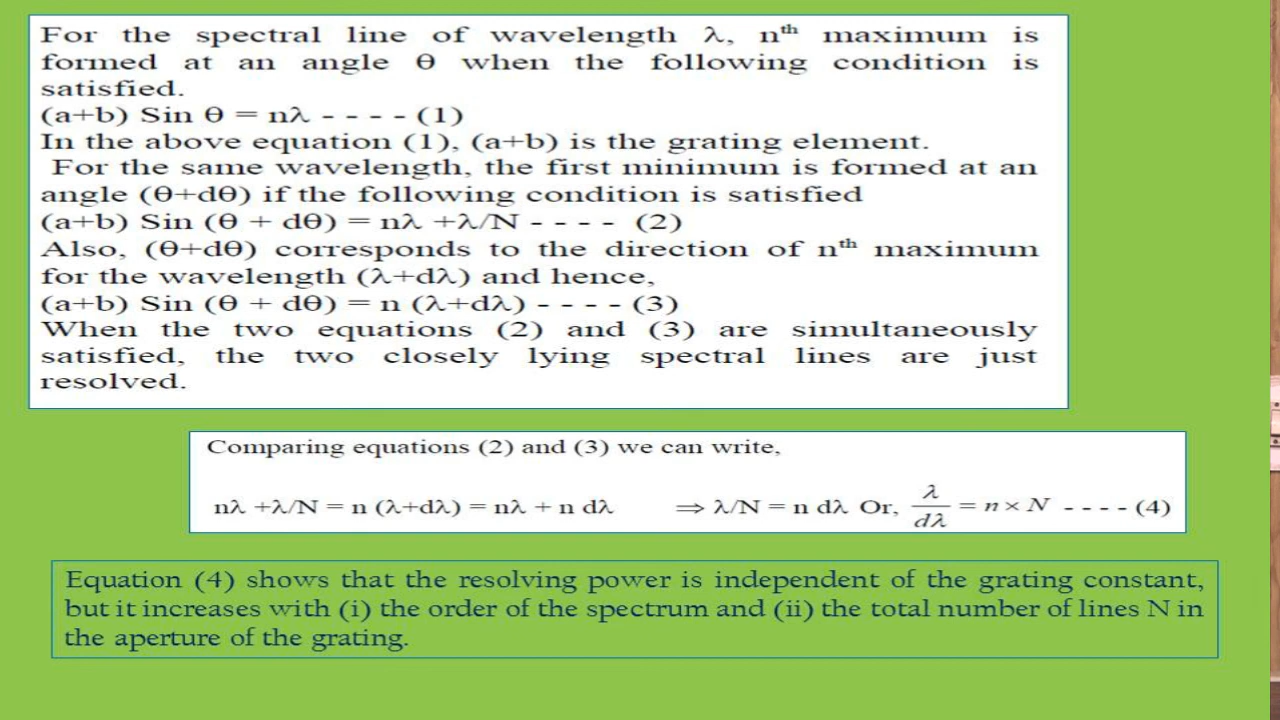 For the spectral line of wavelength λ, nth maximum is
formed at an angle θ when the following condition is
satisfied.
(a+b) Sin θ = nλ - - - - (1)
In the above equation (1), (a+b) is the grating element.
For the same wavelength, the first minimum is formed at an
angle (θ+dθ) if the following condition is satisfied
(a+b) Sin (θ + dθ) = nλ +λ/N - - - - (2)
Also, (θ+dθ) corresponds to the direction of nth maximum
for the wavelength (λ+dλ) and hence,
(a+b) Sin (θ + dθ) = n (λ+dλ) - - - - (3)
When the two equations (2) and (3) are simultaneously
satisfied, the two closely lying spectral lines are just
resolved.
Comparing equations (2) and (3) we can write,
nλ +λ/N = n (λ+dλ) = nλ + n dλ ⇒ λ/N = n dλ Or, λ/dλ = n × N - - - - (4)
Equation (4) shows that the resolving power is independent of the grating constant,
but it increases with (i) the order of the spectrum and (ii) the total number of lines N in
the aperture of the grating.